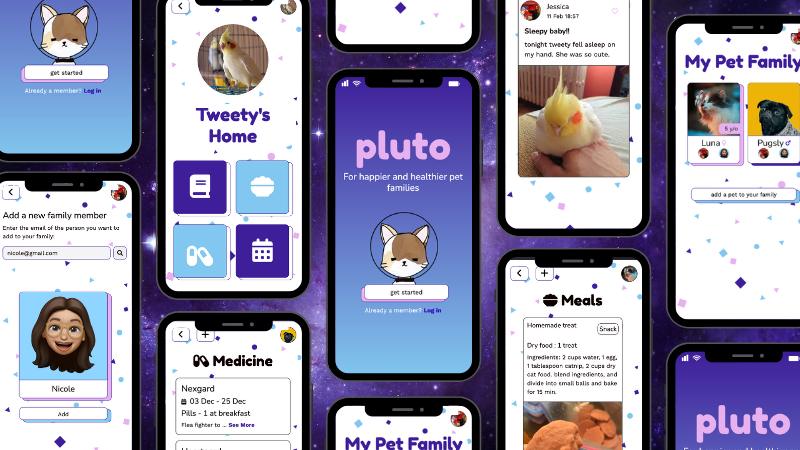 get started
Already a member? Log in
Add a new family member
Enter the email of the person you want to
add to your family:
nicole@gmail.com
Nicole
Add
Tweety's
Home
Medicine
Nexgard
03 Dec - 25 Dec
Pills - 1 at breakfast
Flea fighter to ... See More
pluto
For happier and healthier pet
families
get started
Already a member? Log in
My Pet Family
Jessica
11 Feb 18:57
Sleepy baby!!
tonight tweety fell asleep on
my hand. She was so cute.
Meals
Homemade treat
Snack
Dry food : 1 treat
Ingredients: 2 cups water, 1 egg,
1 tablespoon catnip, 2 cups dry
cat food. blend ingredients, and
divide into small balls and bake
for 15 min.
My Pet Family
5 y/o
Luna
Pugsly
add a pet to your family
pluto